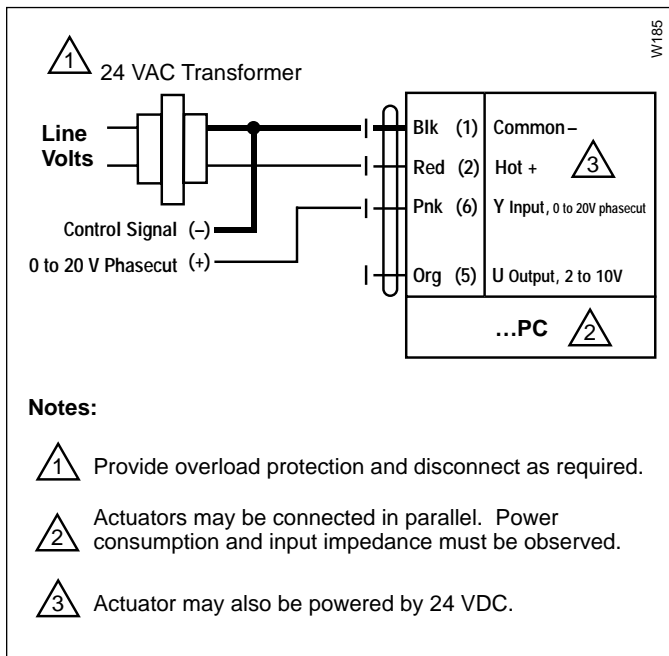 W185
1 24 VAC Transformer
Line
Volts
Blk (1) Common –
Red (2) Hot + 3
Pnk (6) Y Input, 0 to 20V phasecut
Control Signal (–)
0 to 20 V Phasecut (+)
Org (5) U Output, 2 to 10V
...PC 2
Notes:
1 Provide overload protection and disconnect as required.
2 Actuators may be connected in parallel. Power
consumption and input impedance must be observed.
3 Actuator may also be powered by 24 VDC.